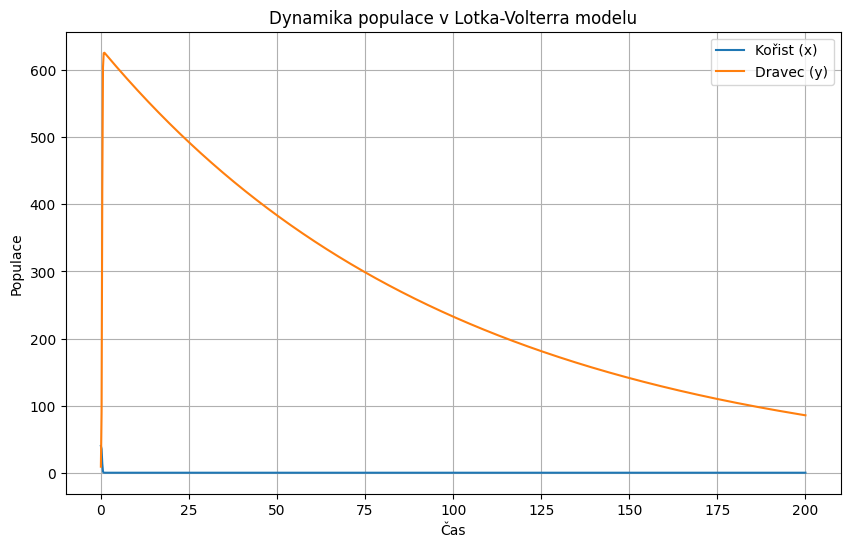 Dynamika populace v Lotka-Volterra modelu
Kořist (x)
Dravec (y)
Populace
600
500
400
300
200
100
0
0 25 50 75 100 125 150 175 200
Čas